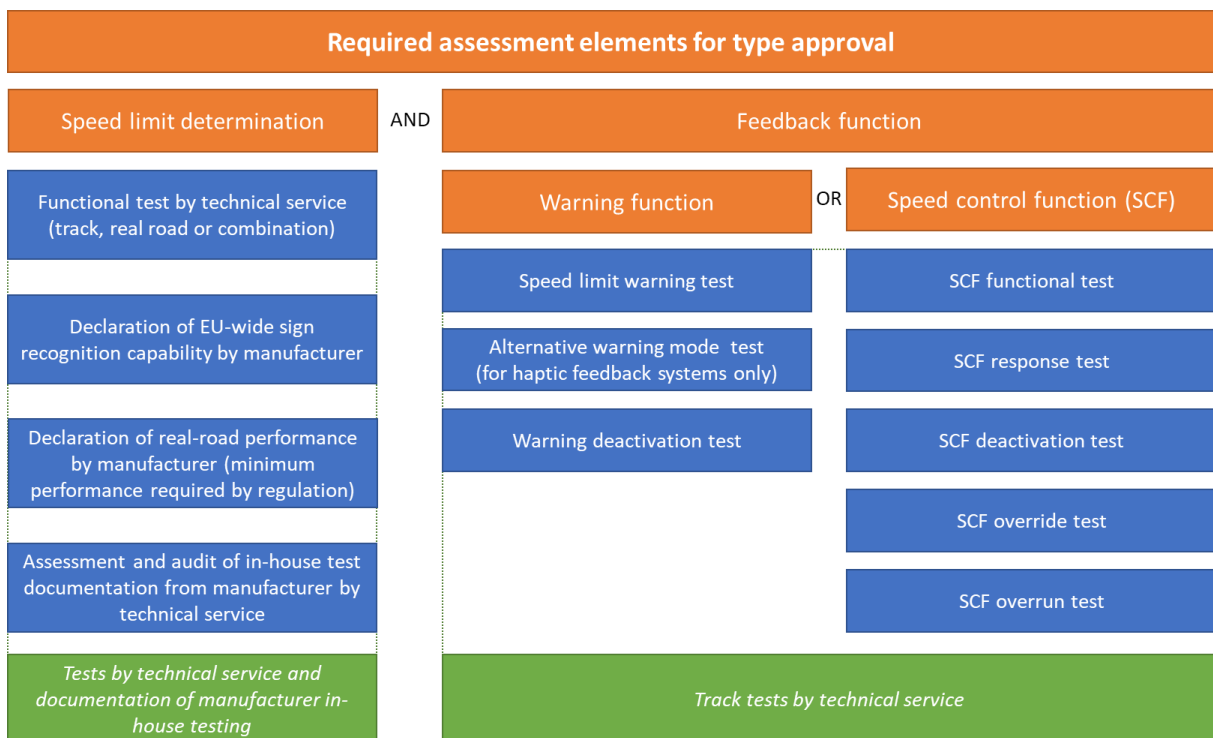 Required assessment elements for type approval
Speed limit determination
AND
Feedback function
Functional test by technical service
(track, real road or combination)
Declaration of EU-wide sign
recognition capability by manufacturer
Declaration of real-road performance
by manufacturer (minimum
performance required by regulation)
Assessment and audit of in-house test
documentation from manufacturer by
technical service
Tests by technical service and
documentation of manufacturer in-
house testing
Warning function
OR
Speed control function (SCF)
Speed limit warning test
Alternative warning mode test
(for haptic feedback systems only)
Warning deactivation test
SCF functional test
SCF response test
SCF deactivation test
SCF override test
SCF overrun test
Track tests by technical service